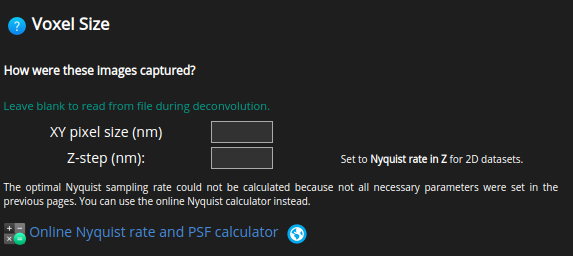 Voxel Size
How were these images captured?
Leave blank to read from file during deconvolution.
XY pixel size (nm)
Z-step (nm):
Set to Nyquist rate in Z for 2D datasets.
The optimal Nyquist sampling rate could not be calculated because not all necessary parameters were set in the
previous pages. You can use the online Nyquist calculator instead.
Online Nyquist rate and PSF calculator